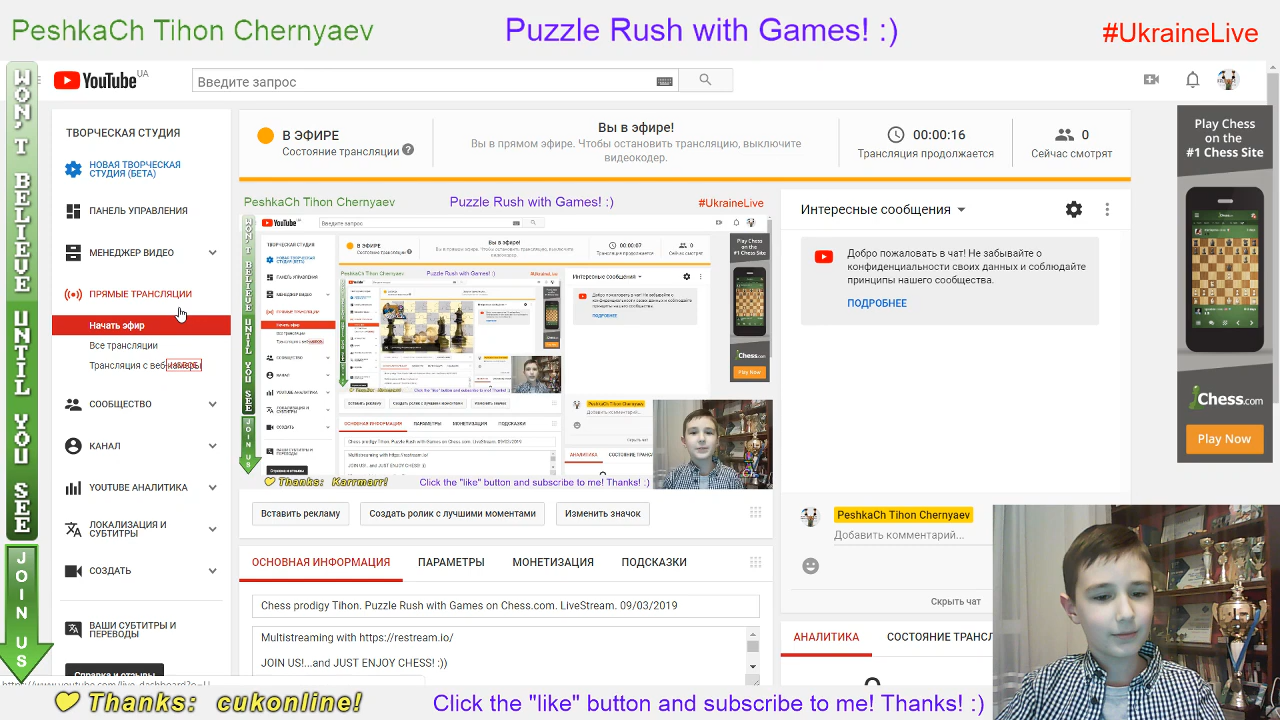 PeshkaCh Tihon Chernyaev
Puzzle Rush with Games! :)
#UkraineLive
WON,T BELIEVE UNTIL YOU SEE
JOIN US
YouTube UA
Введите запрос
ТВОРЧЕСКАЯ СТУДИЯ
НОВАЯ ТВОРЧЕСКАЯ
СТУДИЯ (БЕТА)
ПАНЕЛЬ УПРАВЛЕНИЯ
МЕНЕДЖЕР ВИДЕО
ПРЯМЫЕ ТРАНСЛЯЦИИ
Начать эфир
Все трансляции
СООБЩЕСТВО
КАНАЛ
YOUTUBE АНАЛИТИКА
ЛОКАЛИЗАЦИЯ И
СУБТИТРЫ
СОЗДАТЬ
ВАШИ СУБТИТРЫ И
ПЕРЕВОДЫ
Справка и отзывы
В ЭФИРЕ
Состояние трансляции ?
Вы в эфире!
Вы в прямом эфире. Чтобы остановить трансляцию, выключите
видеокодер.
00:00:16
Трансляция продолжается
0
Сейчас смотрят
PeshkaCh Tihon Chernyaev
Puzzle Rush with Games! :)
#UkraineLive
Thanks: Karrmarr!
Click the "like" button and subscribe to me! Thanks! :)
Вставить рекламу
Создать ролик с лучшими моментами
Изменить значок
ОСНОВНАЯ ИНФОРМАЦИЯ
ПАРАМЕТРЫ
МОНЕТИЗАЦИЯ
ПОДСКАЗКИ
Chess prodigy Tihon. Puzzle Rush with Games on Chess.com. LiveStream. 09/03/2019
Multistreaming with https://restream.io/
JOIN US!...and JUST ENJOY CHESS! :))
Интересные сообщения
Добро пожаловать в чат! Не забывайте о
конфиденциальности своих данных и соблюдайте
принципы нашего сообщества.
ПОДРОБНЕЕ
PeshkaCh Tihon Chernyaev
Добавить комментарий...
Скрыть чат
АНАЛИТИКА
СОСТОЯНИЕ ТРАНСЛ
Play Chess
on the
#1 Chess Site
Chess.com
Play Now
Thanks: cukonline!
Click the "like" button and subscribe to me! Thanks! :)